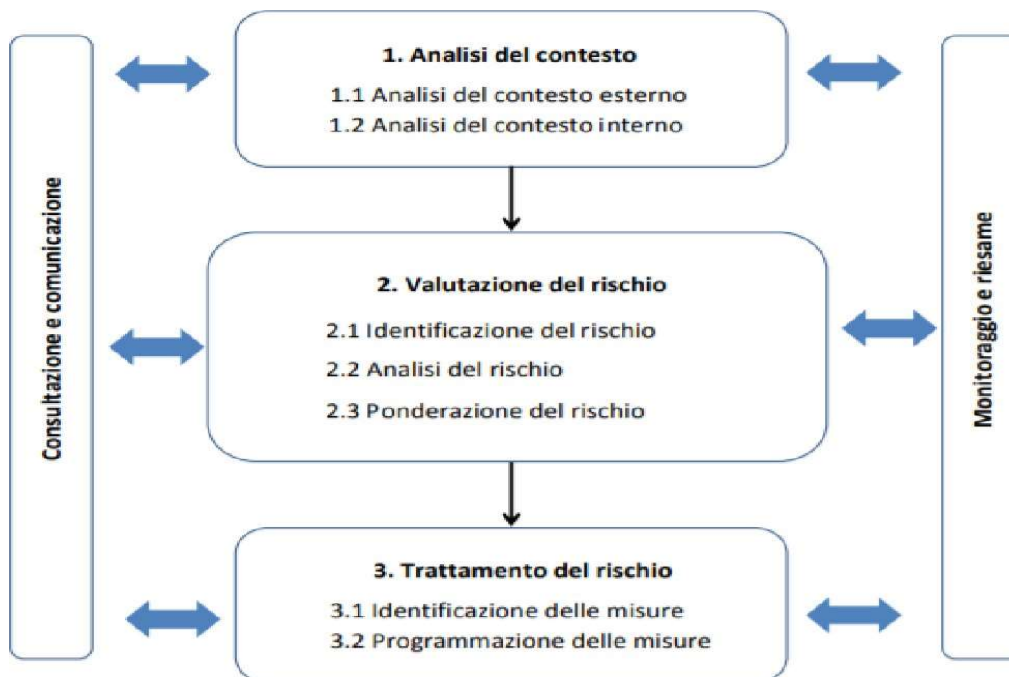 Consultazione e comunicazione
1. Analisi del contesto
1.1 Analisi del contesto esterno
1.2 Analisi del contesto interno
2. Valutazione del rischio
2.1 Identificazione del rischio
2.2 Analisi del rischio
2.3 Ponderazione del rischio
3. Trattamento del rischio
3.1 Identificazione delle misure
3.2 Programmazione delle misure
Monitoraggio e riesame